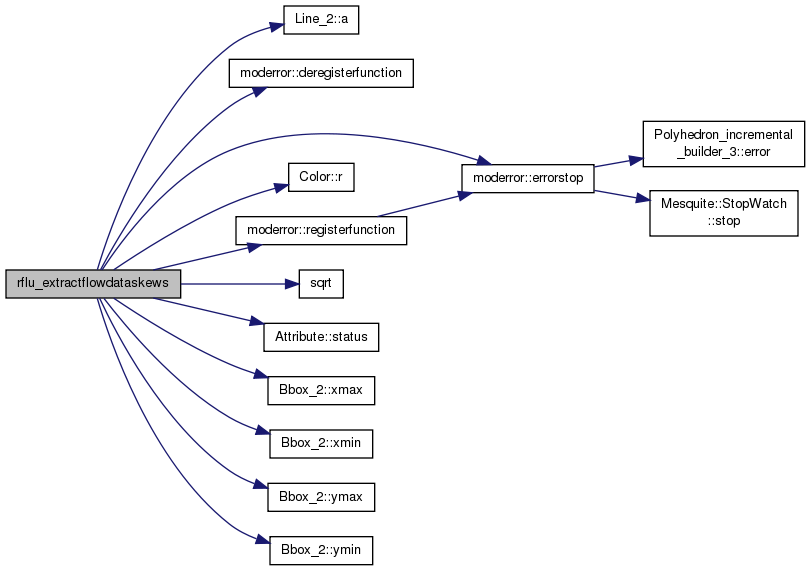 Line_2::a
moderror::deregisterfunction
Polyhedron_incremental
_builder_3::error
moderror::errorstop
Color::r
Mesquite::StopWatch
::stop
moderror::registerfunction
rflu_extractflowdataskews
sqrt
Attribute::status
Bbox_2::xmax
Bbox_2::xmin
Bbox_2::ymax
Bbox_2::ymin